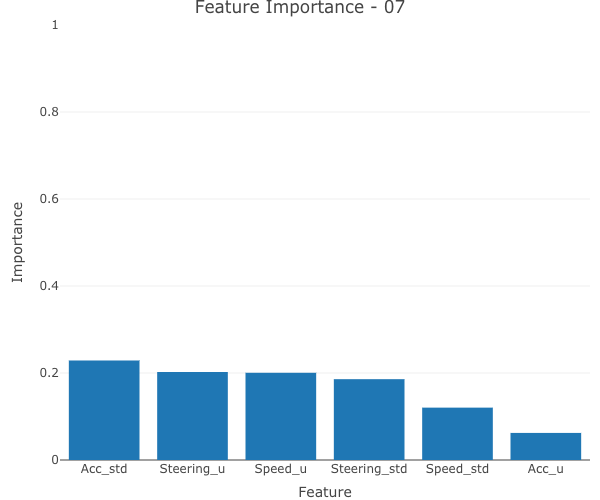 Feature Importance - 07
1
0.8
0.6
0.4
0.2
0
Importance
Acc_std Steering_u Speed_u Steering_std Speed_std Acc_u
Feature